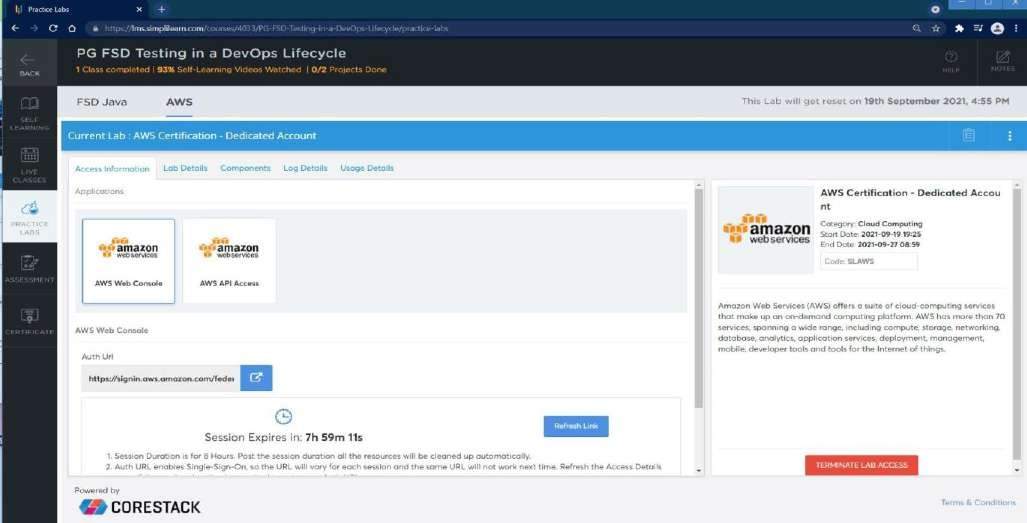 Practice Labs
https://lms.simplilearn.com/courses/4033/PG-FSD-Testing-in-a-DevOps-Lifecycle/practice-labs
BACK
PG FSD Testing in a DevOps Lifecycle
1 Class completed | 93% Self-Learning Videos Watched | 0/2 Projects Done
HELP
NOTES
SELF
LEARNING
LIVE
CLASSES
PRACTICE
LABS
ASSESSMENT
CERTIFICATE
FSD Java
AWS
This Lab will get reset on 19th September 2021, 4:55 PM
Current Lab : AWS Certification - Dedicated Account
Access Information
Lab Details
Components
Log Details
Usage Details
Applications
amazon
webservices
AWS Web Console
amazon
webservices
AWS API Access
AWS Web Console
Auth Url
https://signin.aws.amazon.com/feder
Session Expires in: 7h 59m 11s
Refresh Link
1. Session Duration is for 8 Hours. Post the session duration all the resources will be cleaned up automatically.
2. Auth URL enables Single-Sign-On, so the URL will vary for each session and the same URL will not work next time. Refresh the Access Details
amazon
webservices
AWS Certification - Dedicated Accou
nt
Category: Cloud Computing
Start Date: 2021-09-19 19:25
End Date: 2021-09-27 08:59
Code: SLAWS
Amazon Web Services (AWS) offers a suite of cloud-computing services
that make up an on-demand computing platform. AWS has more than 70
services, spanning a wide range, including compute, storage, networking,
database, analytics, application services, deployment, management,
mobile, developer tools and tools for the Internet of things.
TERMINATE LAB ACCESS
Powered by
CORESTACK
Terms & Conditions